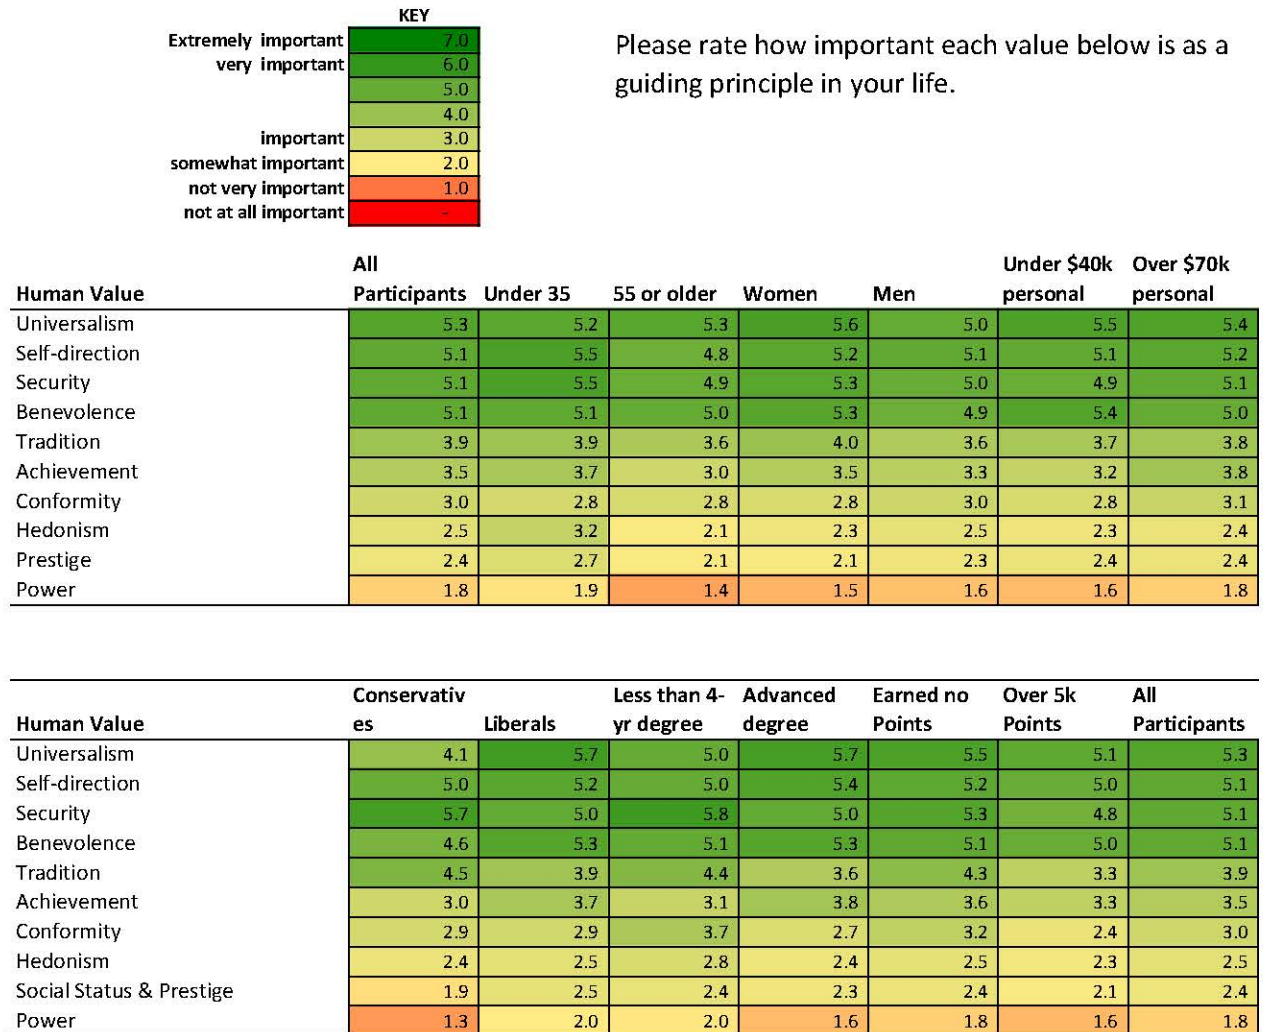 KEY
Extremely important 7.0
very important 6.0
5.0
4.0
important 3.0
somewhat important 2.0
not very important 1.0
not at all important -
Please rate how important each value below is as a
guiding principle in your life.
All Under $40k Over $70k
Human Value Participants Under 35 55 or older Women Men personal personal
Universalism 5.3 5.2 5.3 5.6 5.0 5.5 5.4
Self-direction 5.1 5.5 4.8 5.2 5.1 5.1 5.2
Security 5.1 5.5 4.9 5.3 5.0 4.9 5.1
Benevolence 5.1 5.1 5.0 5.3 4.9 5.4 5.0
Tradition 3.9 3.9 3.6 4.0 3.6 3.7 3.8
Achievement 3.5 3.7 3.0 3.5 3.3 3.2 3.8
Conformity 3.0 2.8 2.8 2.8 3.0 2.8 3.1
Hedonism 2.5 3.2 2.1 2.3 2.5 2.3 2.4
Prestige 2.4 2.7 2.1 2.1 2.3 2.4 2.4
Power 1.8 1.9 1.4 1.5 1.6 1.6 1.8
Conservativ Less than 4- Advanced Earned no Over 5k All
Human Value es Liberals yr degree degree Points Points Participants
Universalism 4.1 5.7 5.0 5.7 5.5 5.1 5.3
Self-direction 5.0 5.2 5.0 5.4 5.2 5.0 5.1
Security 5.7 5.0 5.8 5.0 5.3 4.8 5.1
Benevolence 4.6 5.3 5.1 5.3 5.1 5.0 5.1
Tradition 4.5 3.9 4.4 3.6 4.3 3.3 3.9
Achievement 3.0 3.7 3.1 3.8 3.6 3.3 3.5
Conformity 2.9 2.9 3.7 2.7 3.2 2.4 3.0
Hedonism 2.4 2.5 2.8 2.4 2.5 2.3 2.5
Social Status & Prestige 1.9 2.5 2.4 2.3 2.4 2.1 2.4
Power 1.3 2.0 2.0 1.6 1.8 1.6 1.8